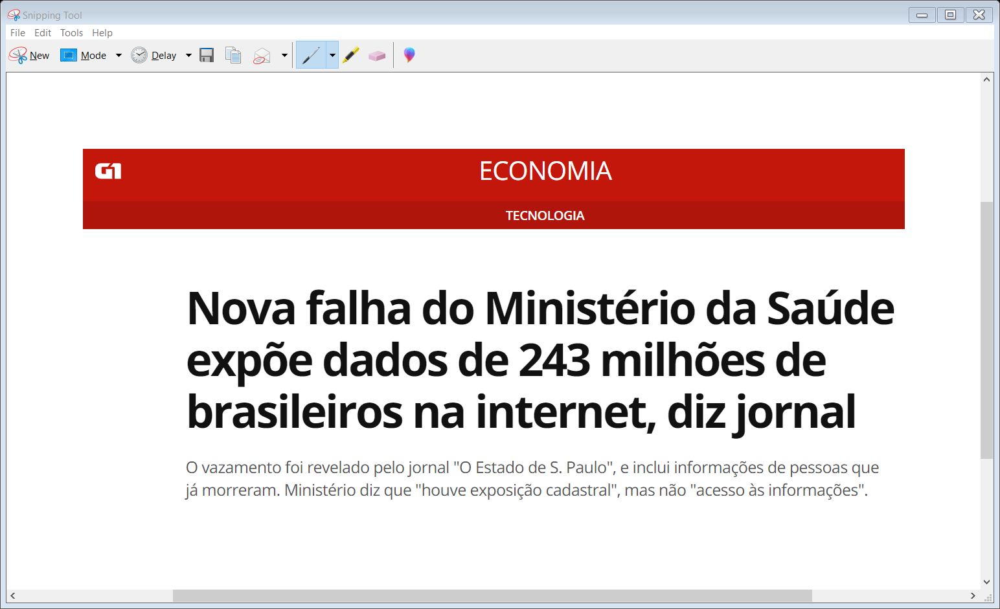 Snipping Tool
File Edit Tools Help
New Mode Delay
G1
ECONOMIA
TECNOLOGIA
Nova falha do Ministério da Saúde
expõe dados de 243 milhões de
brasileiros na internet, diz jornal
O vazamento foi revelado pelo jornal "O Estado de S. Paulo", e inclui informações de pessoas que
já morreram. Ministério diz que "houve exposição cadastral", mas não "acesso às informações".